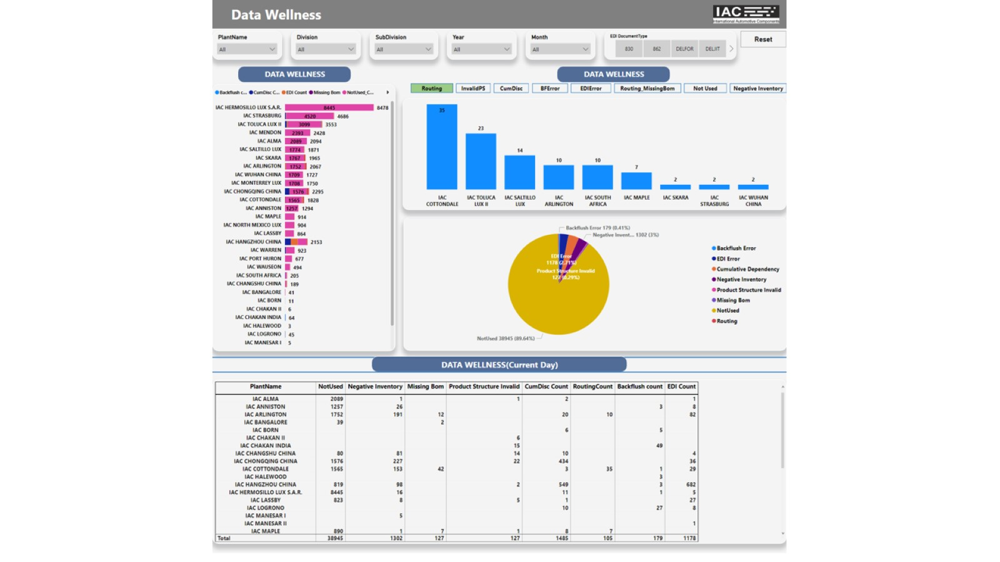 Data Wellness
IAC
International Automotive Components
PlantName Division SubDivision Year Month EDI DocumentType
All All All All All 830 862 DELFOR DELJIT
Reset
DATA WELLNESS
Backflush c... CumDisc C... EDI Count Missing Bom NotUsed_C...
IAC HERMOSILLO LUX S.A.R. 8445 8478
IAC STRASBURG 4520 4686
IAC TOLUCA LUX II 3099 3553
IAC MENDON 2393 2428
IAC ALMA 2089 2094
IAC SALTILLO LUX 1774 1871
IAC SKARA 1767 1965
IAC ARLINGTON 1752 2067
IAC WUHAN CHINA 1709 1727
IAC MONTERREY LUX 1708 1750
IAC CHONGQING CHINA 1576 2295
IAC COTTONDALE 1565 1828
IAC ANNISTON 1257 1294
IAC MAPLE 914
IAC NORTH MEXICO LUX 904
IAC LASSBY 864
IAC HANGZHOU CHINA 2153
IAC WARREN 923
IAC PORT HURON 677
IAC WAUSEON 494
IAC SOUTH AFRICA 205
IAC CHANGSHU CHINA 189
IAC BANGALORE 41
IAC BORN 11
IAC CHAKAN II 6
IAC CHAKAN INDIA 64
IAC HALEWOOD 3
IAC LOGRONO 45
IAC MANESAR I 5
DATA WELLNESS
Routing InvalidPS CumDisc BFError EDIError Routing_MissingBom Not Used Negative Inventory
35 23 14 10 10 7 2 2 2
IAC IAC TOLUCA IAC SALTILLO IAC IAC SOUTH IAC MAPLE IAC SKARA IAC IAC WUHAN
COTTONDALE LUX II LUX ARLINGTON AFRICA STRASBURG CHINA
Backflush Error 179 (0.41%)
Negative Invent... 1302 (3%)
EDI Error
1178 (2.71%)
Product Structure Invalid
127 (0.29%)
NotUsed 38945 (89.64%)
Backflush Error
EDI Error
Cumulative Dependency
Negative Inventory
Product Structure Invalid
Missing Bom
NotUsed
Routing
DATA WELLNESS(Current Day)
PlantName NotUsed Negative Inventory Missing Bom Product Structure Invalid CumDisc Count RoutingCount Backflush count EDI Count
IAC ALMA 2089 1 1 2 1
IAC ANNISTON 1257 26 3 8
IAC ARLINGTON 1752 191 12 20 10 82
IAC BANGALORE 39 2
IAC BORN 6 5
IAC CHAKAN II 6
IAC CHAKAN INDIA 15 49
IAC CHANGSHU CHINA 80 81 14 10 4
IAC CHONGQING CHINA 1576 227 22 434 36
IAC COTTONDALE 1565 153 42 3 35 1 29
IAC HALEWOOD 3
IAC HANGZHOU CHINA 819 98 2 549 3 682
IAC HERMOSILLO LUX S.A.R. 8445 16 11 1 5
IAC LASSBY 823 8 5 1 27
IAC LOGRONO 10 27 8
IAC MANESAR I 5
IAC MANESAR II 1
IAC MAPLE 890 1 7 1 8 7
Total 38945 1302 127 127 1485 105 179 1178